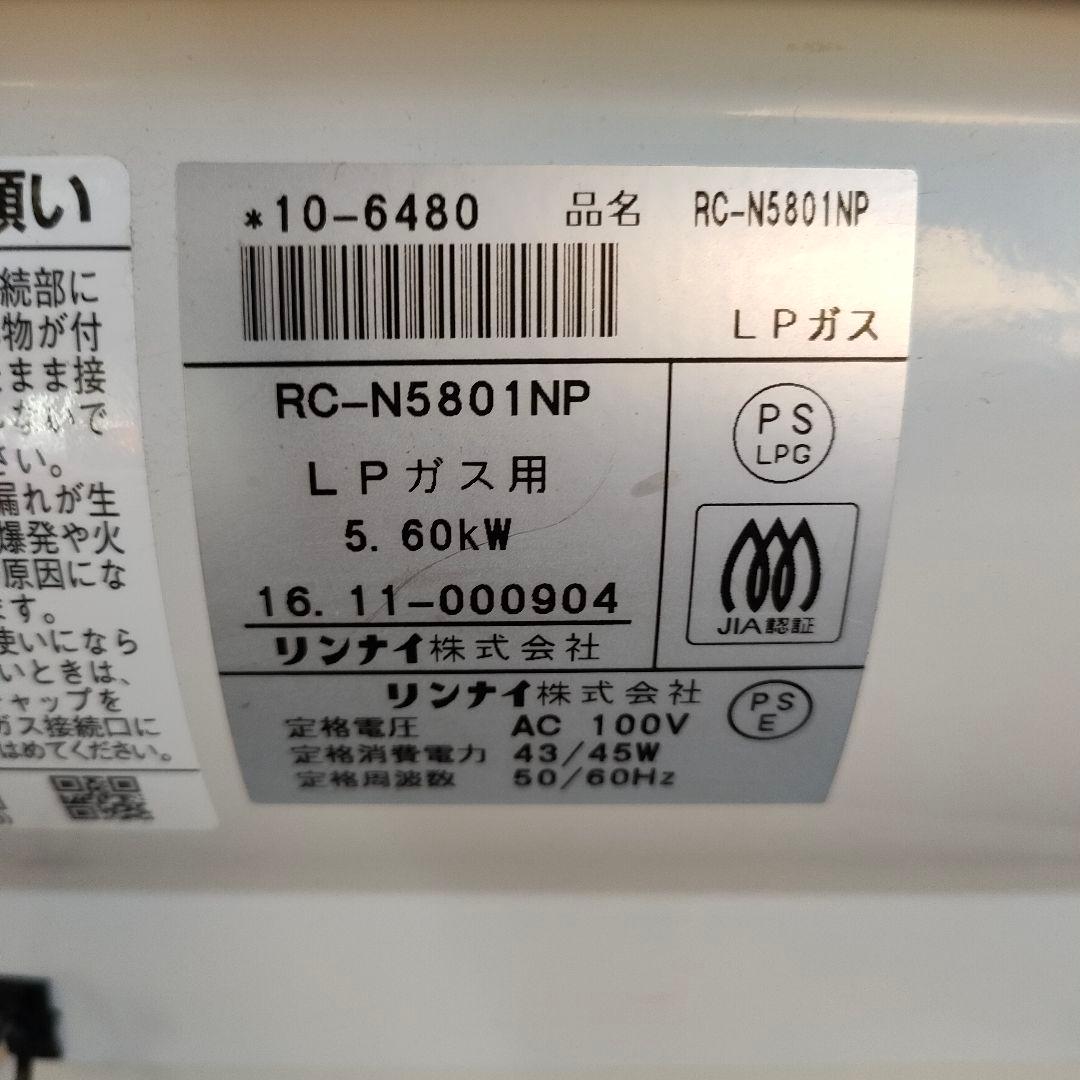 願い
続部に
物が付
まま接
しないで
さい。
漏れが生
爆発や火
原因にな
ます。
使いになら
いときは、
キャップを
ガス接続口に
はめてください。
*10-6480 品名 RC-N5801NP
LPガス
RC-N5801NP
LPガス用
5.60kW
16.11-000904
リンナイ株式会社
PS
LPG
JIA認証
リンナイ株式会社
定格電圧 AC 100V
定格消費電力 43/45W
定格周波数 50/60Hz
PS
E